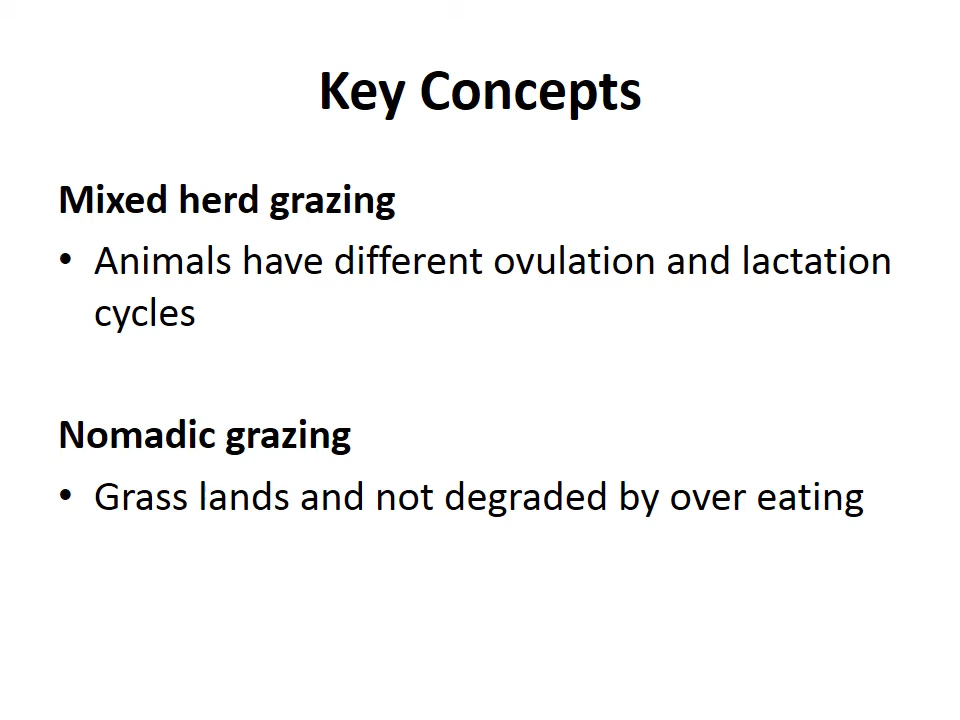 Key Concepts
Mixed herd grazing
• Animals have different ovulation and lactation
cycles
Nomadic grazing
• Grass lands and not degraded by over eating